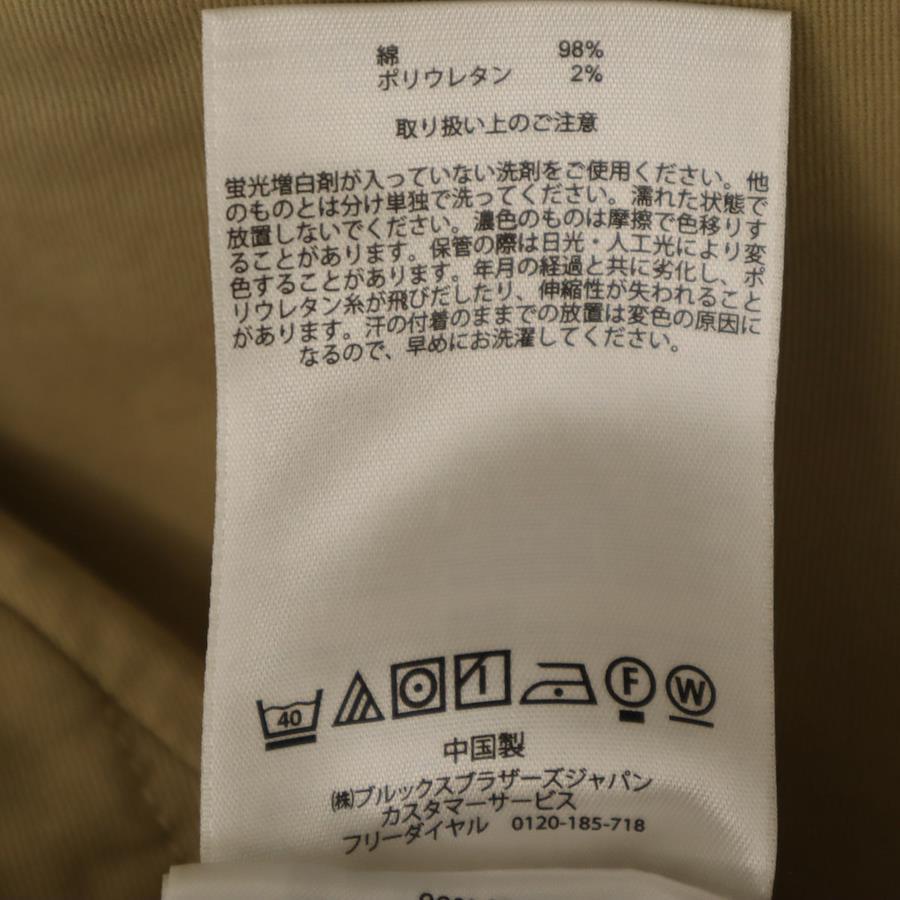 綿 98%
ポリウレタン 2%
取り扱い上のご注意
蛍光増白剤が入っていない洗剤をご使用ください。他
のものとは分け単独で洗ってください。濡れた状態で
放置しないでください。濃色のものは摩擦で色移りす
ることがあります。保管の際は日光・人工光により変
色することがあります。年月の経過と共に劣化し、ポ
リウレタン糸が飛びだしたり、伸縮性が失われること
があります。汗の付着のままでの放置は変色の原因に
なるので、早めにお洗濯してください。
40 F W
中国製
㈱ブルックスブラザーズジャパン
カスタマーサービス
フリーダイヤル 0120-185-718